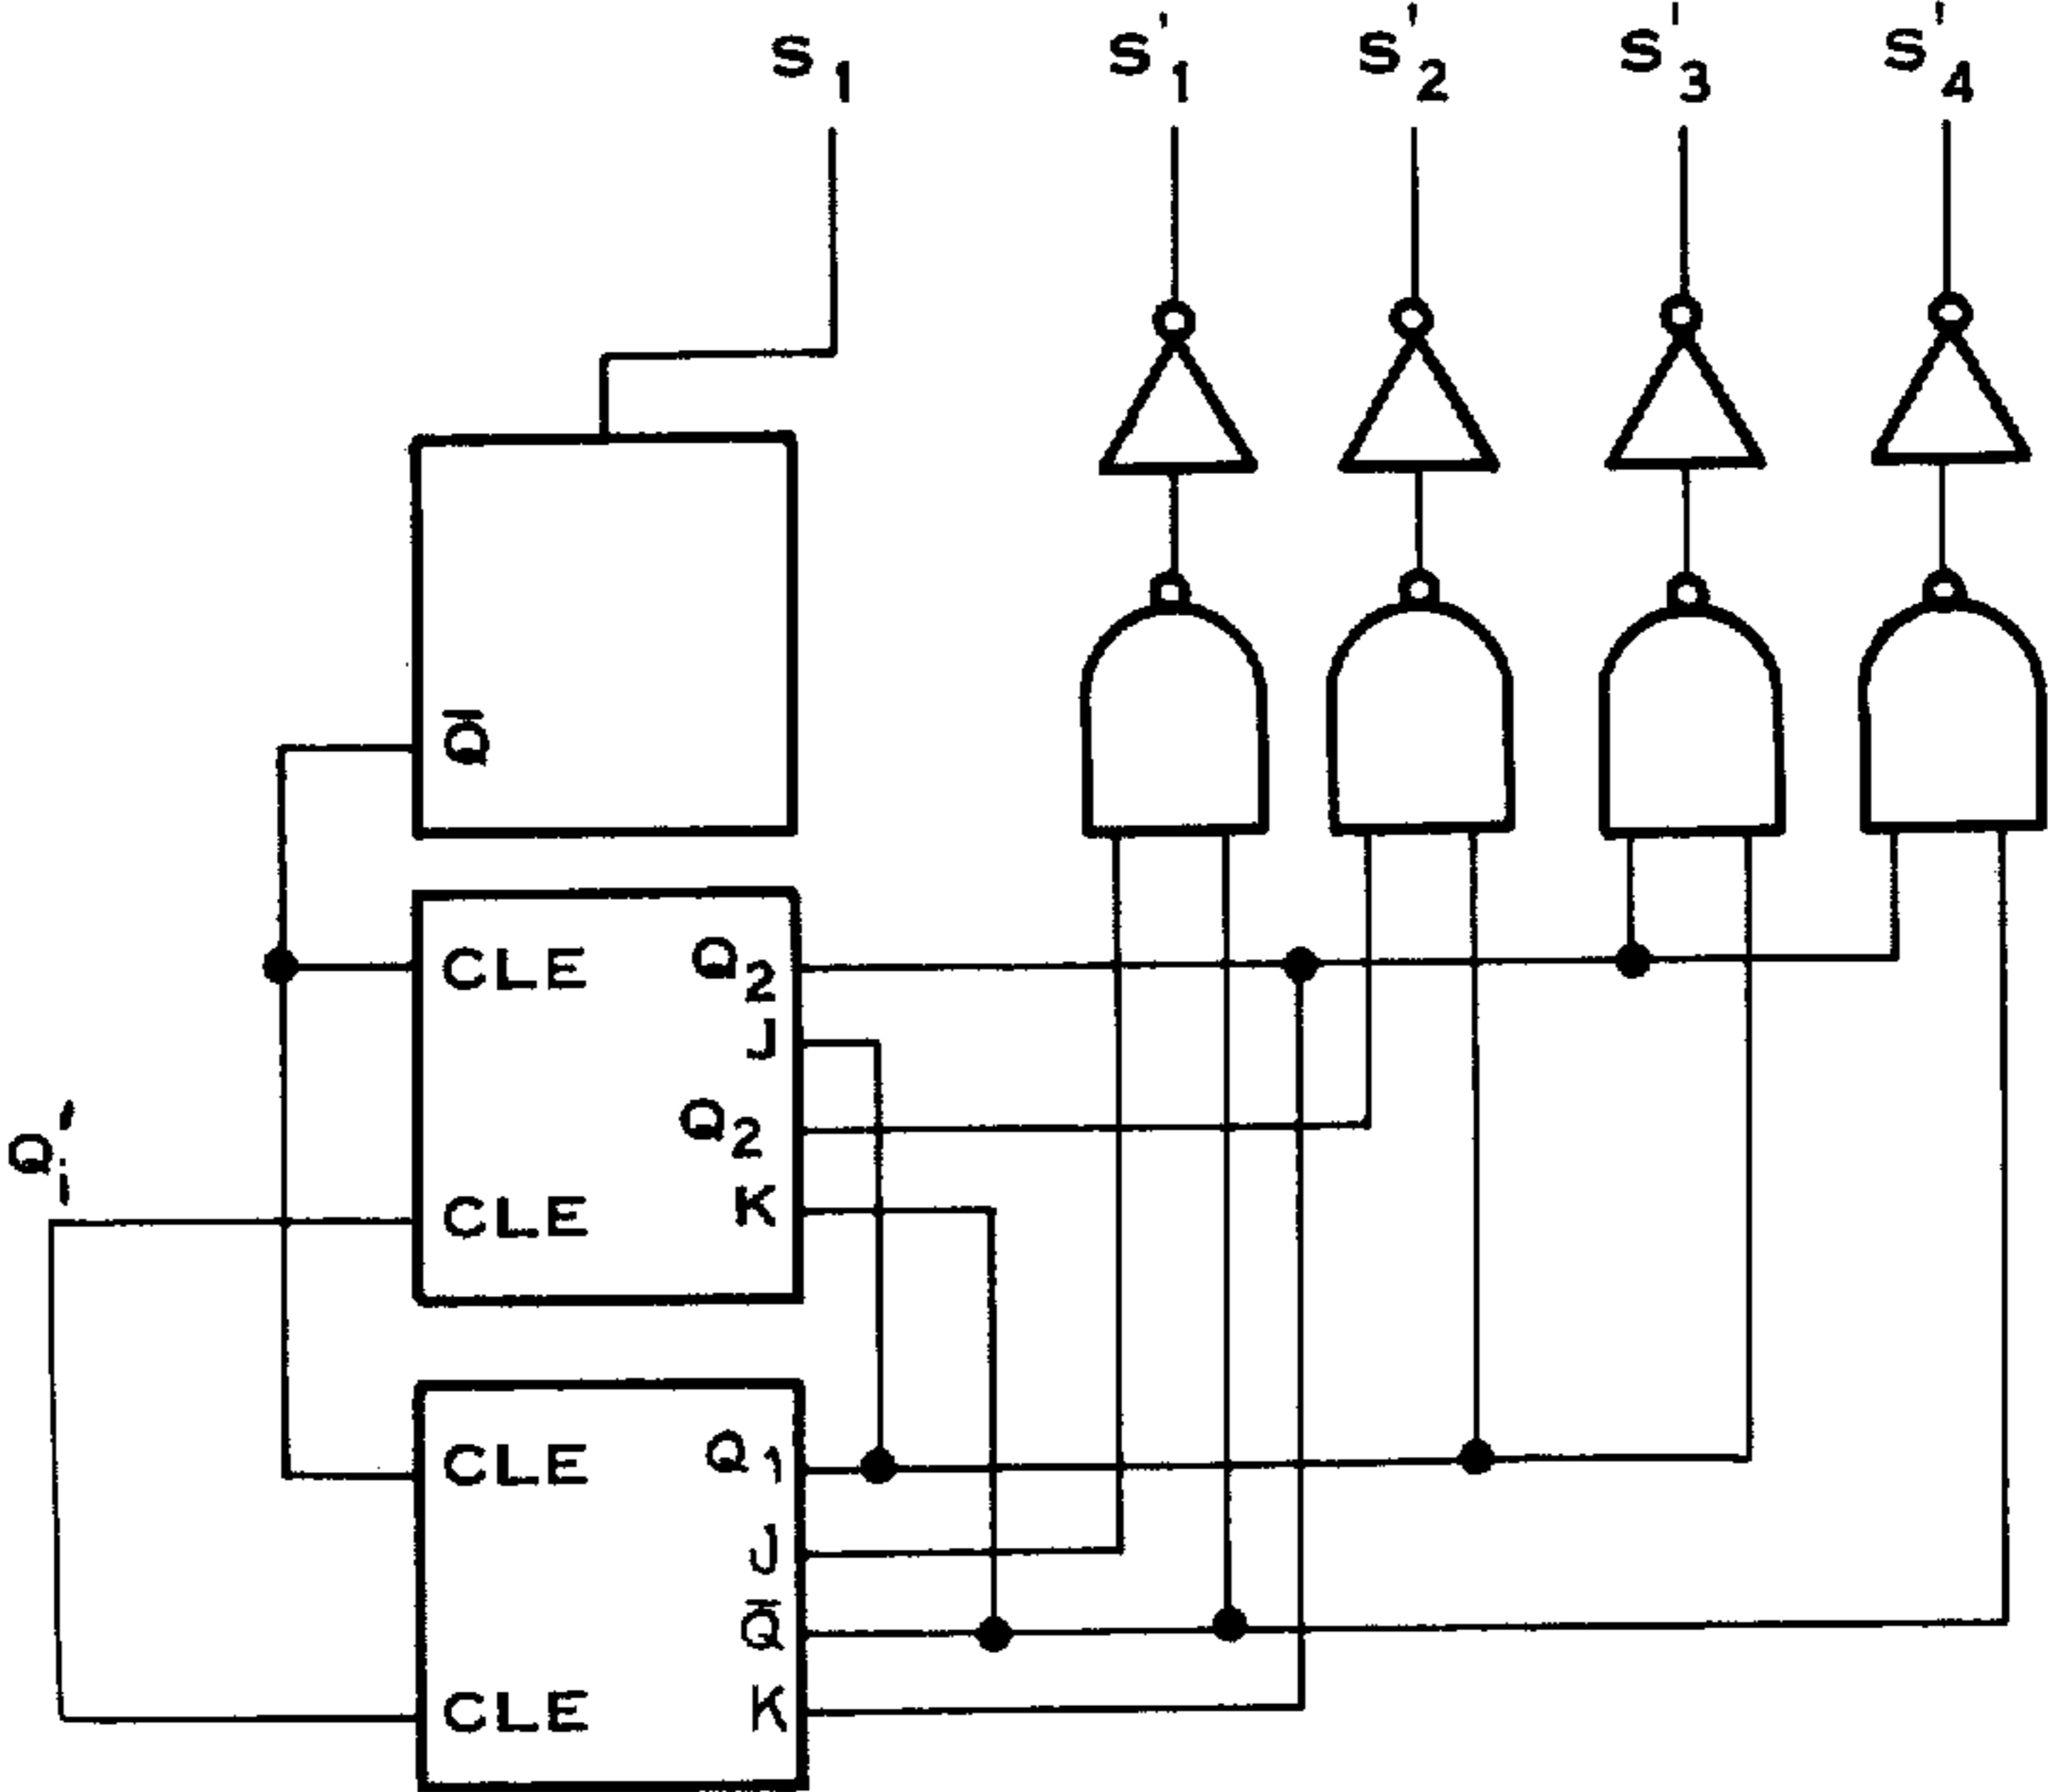 S1 S'1 S'2 S'3 S'4
Q̅
CLE Q2
J
Q2
Q'i
CLE K
CLE Q1
J
Q̅
CLE K